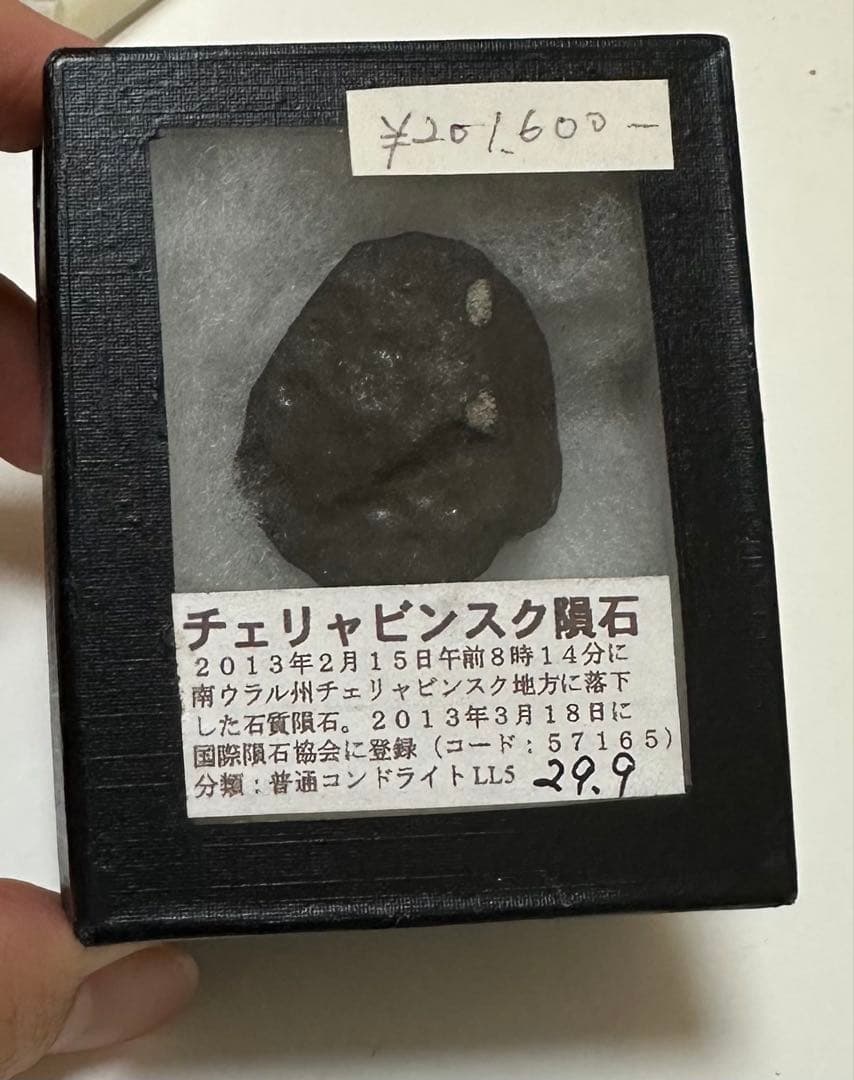 ¥201,600-
チェリャビンスク隕石
２０１３年２月１５日午前８時１４分に
南ウラル州チェリャビンスク地方に落下
した石質隕石。２０１３年３月１８日に
国際隕石協会に登録（コード：５７１６５）
分類：普通コンドライトLL5 29.9